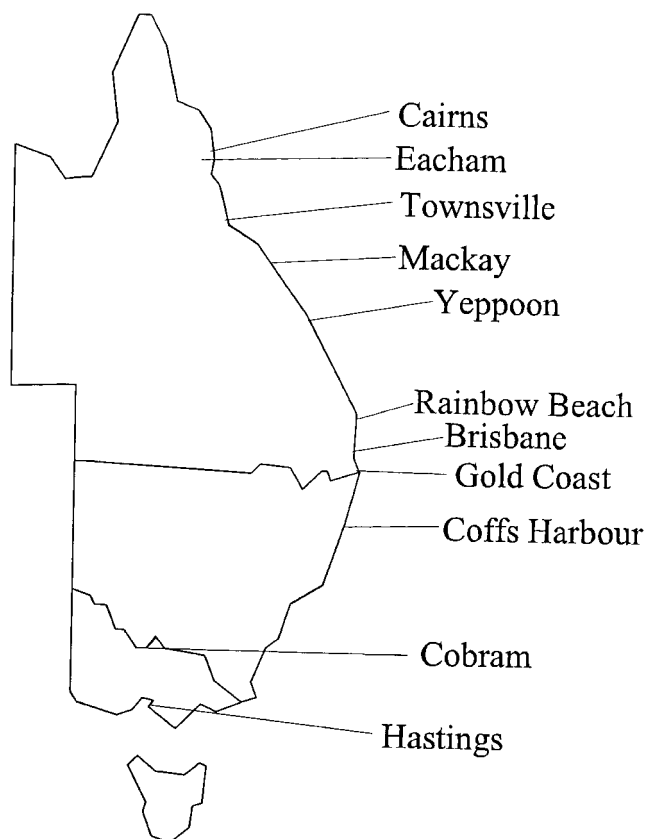 Cairns
Eacham
Townsville
Mackay
Yeppoon
Rainbow Beach
Brisbane
Gold Coast
Coffs Harbour
Cobram
Hastings